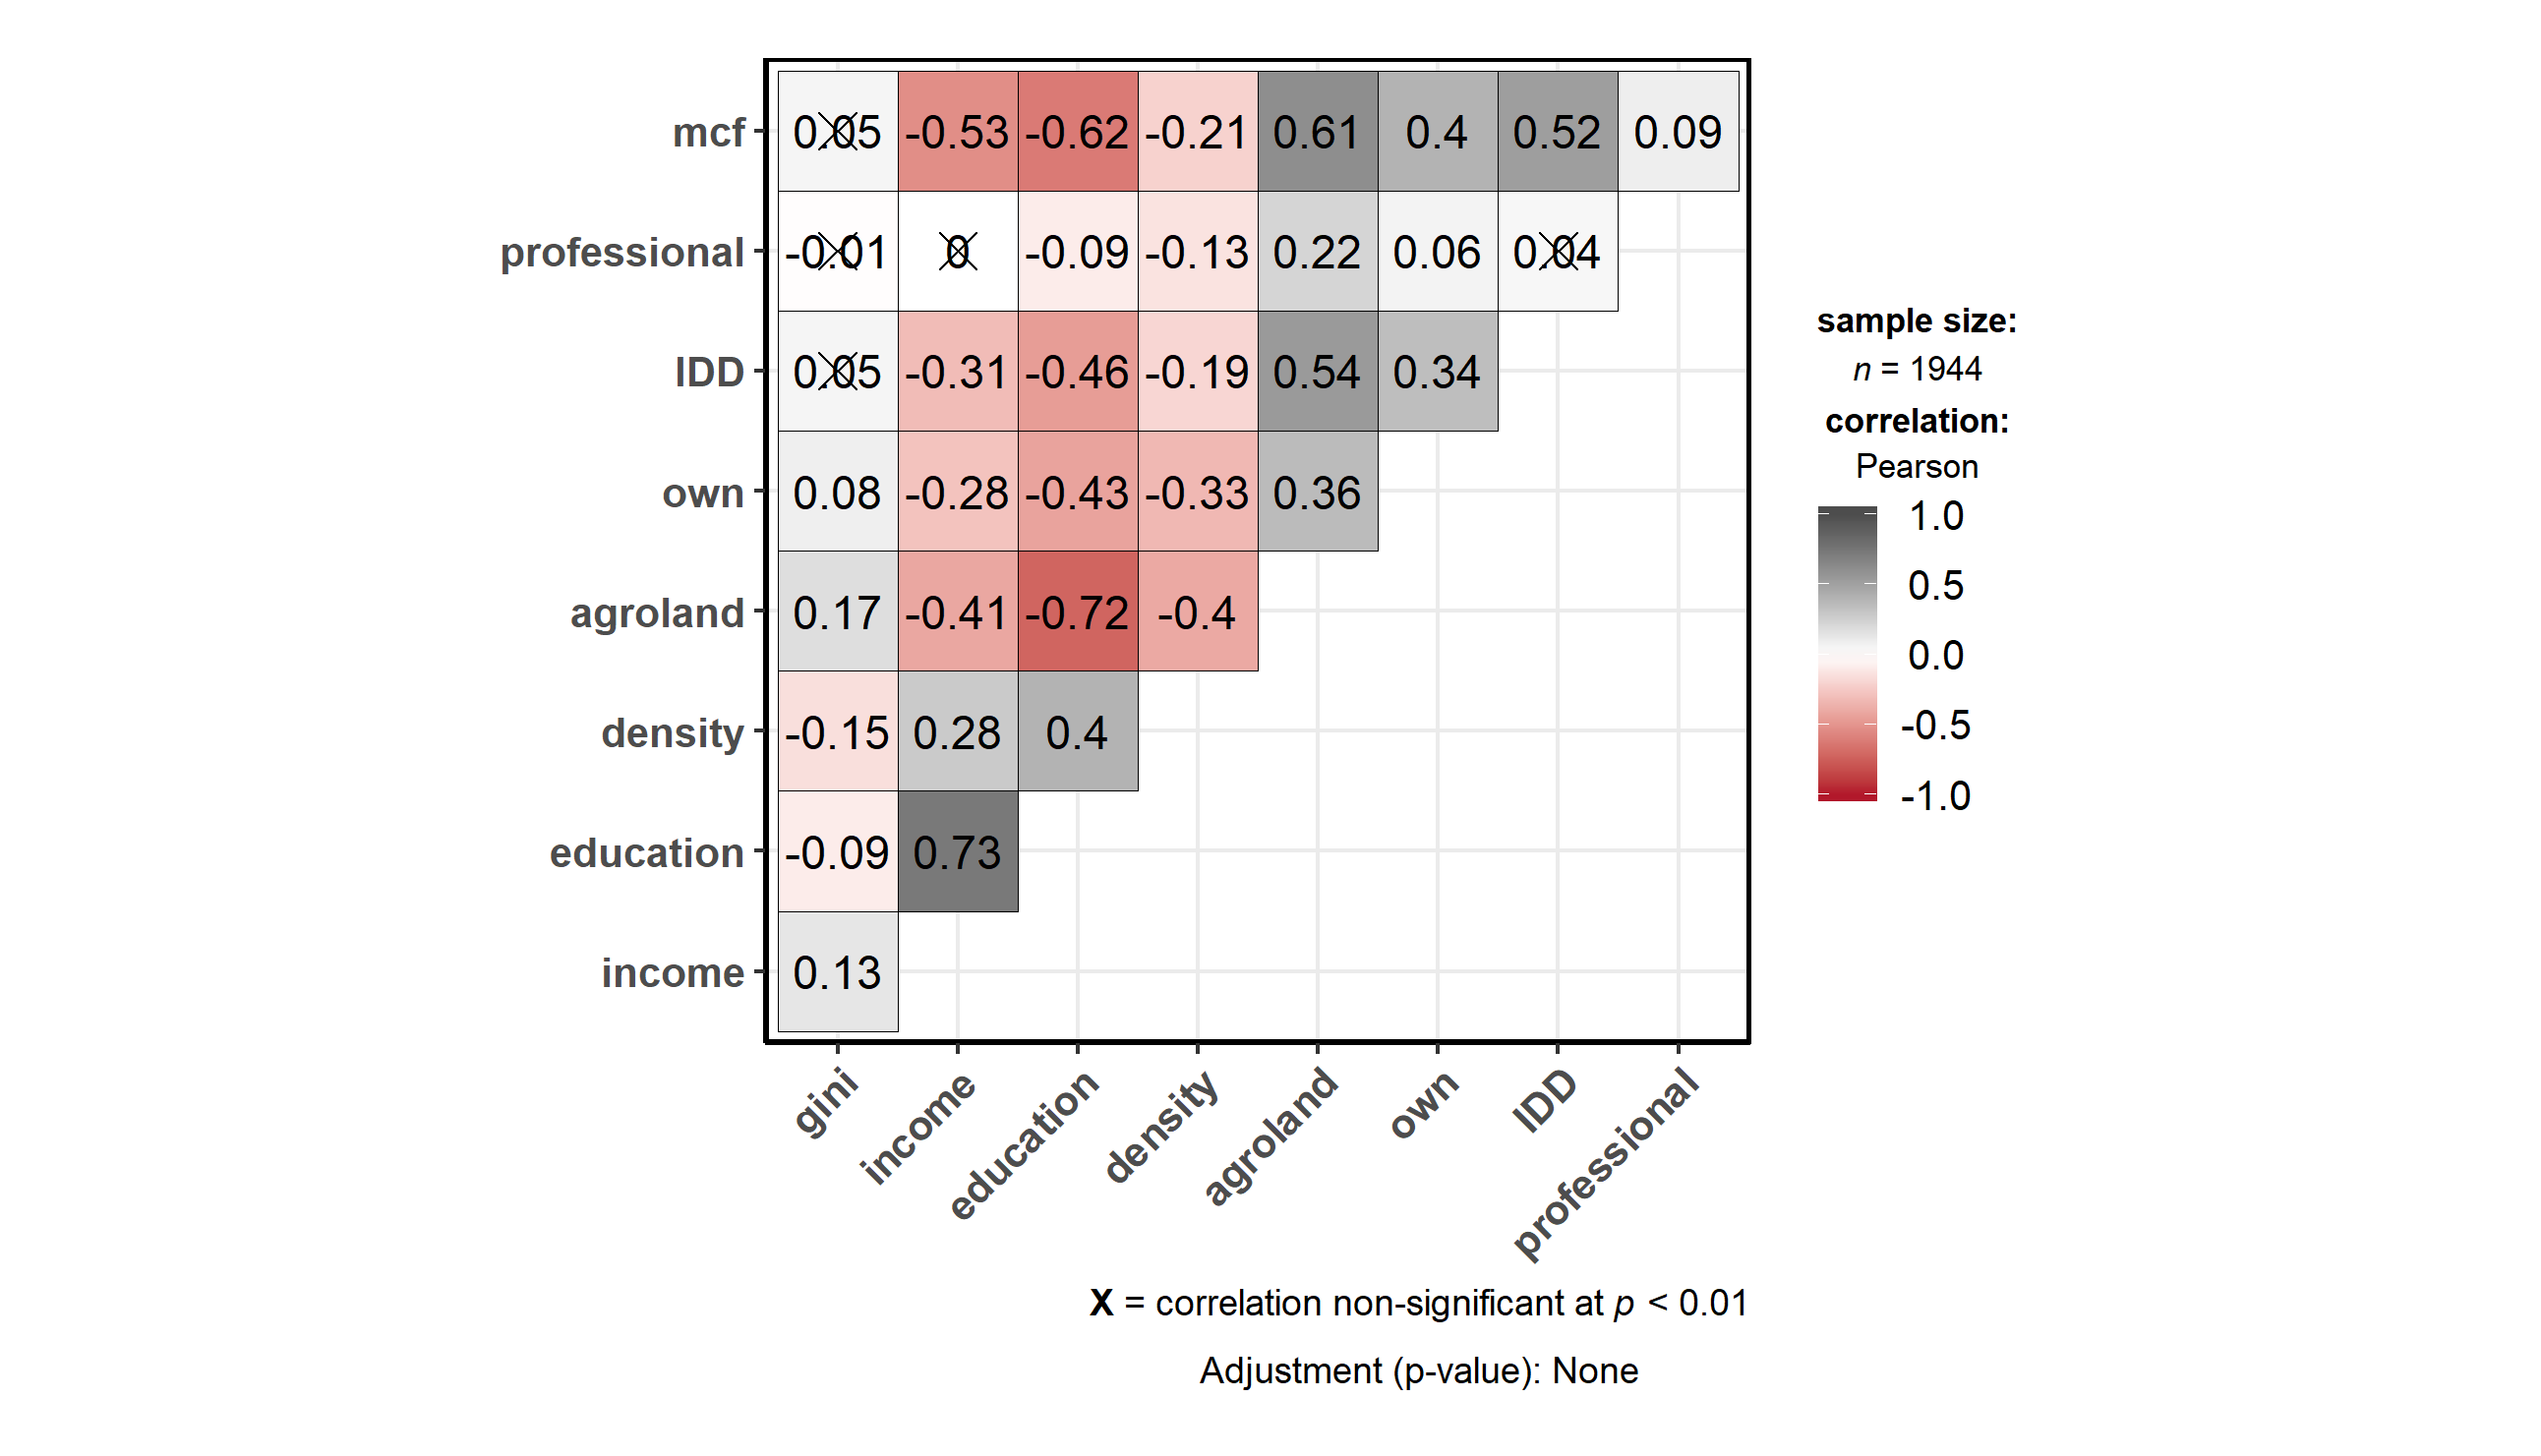 mcf 0.05 -0.53 -0.62 -0.21 0.61 0.4 0.52 0.09
professional -0.01 0 -0.09 -0.13 0.22 0.06 0.04
IDD 0.05 -0.31 -0.46 -0.19 0.54 0.34
own 0.08 -0.28 -0.43 -0.33 0.36
agroland 0.17 -0.41 -0.72 -0.4
density -0.15 0.28 0.4
education -0.09 0.73
income 0.13
gini income education density agroland own IDD professional
sample size:
n = 1944
correlation:
Pearson
1.0
0.5
0.0
-0.5
-1.0
X = correlation non-significant at p < 0.01
Adjustment (p-value): None